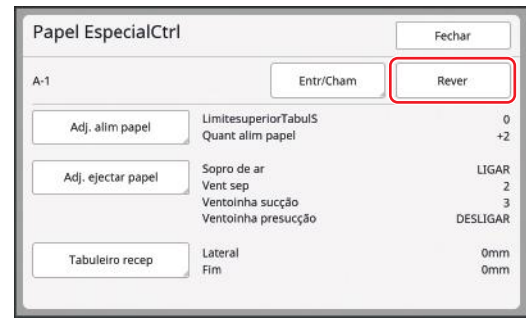 Papel EspecialCtrl Fechar
A-1 Entr/Cham Rever
Adj. alim papel LimitesuperiorTabulS 0
Quant alim papel +2
Adj. ejectar papel Sopro de ar LIGAR
Vent sep 2
Ventoinha sucção 3
Ventoinha presucção DESLIGAR
Tabuleiro recep Lateral 0mm
Fim 0mm